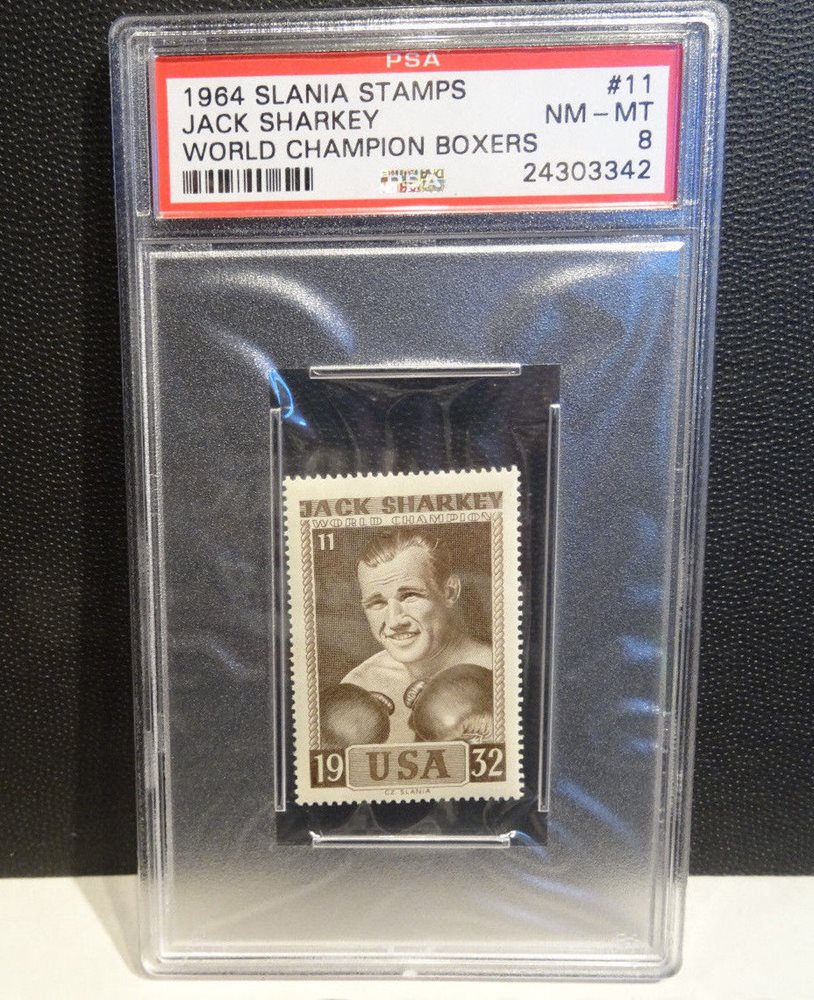 PSA
1964 SLANIA STAMPS #11
JACK SHARKEY NM - MT
WORLD CHAMPION BOXERS 8
PSA 24303342
JACK SHARKEY
WORLD CHAMPION
11
19 USA 32
CZ. SLANIA